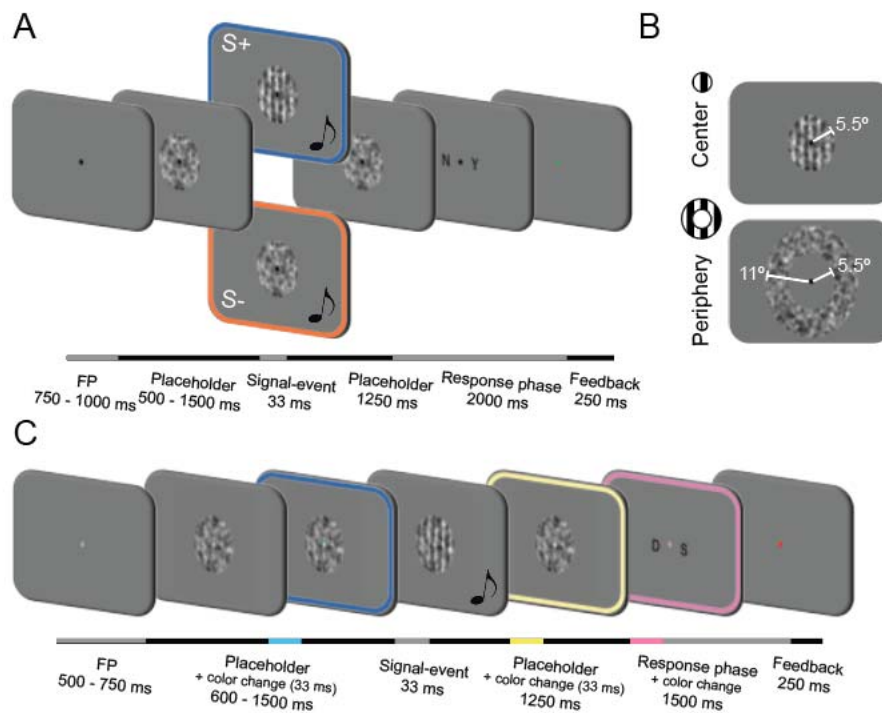 A
S+
N Y
S-
FP
750 - 1000 ms
Placeholder
500 - 1500 ms
Signal-event
33 ms
Placeholder
1250 ms
Response phase
2000 ms
Feedback
250 ms
B
Center
5.5º
Periphery
11º
5.5º
C
D S
FP
500 - 750 ms
Placeholder
+ color change (33 ms)
600 - 1500 ms
Signal-event
33 ms
Placeholder
+ color change (33 ms)
1250 ms
Response phase
+ color change
1500 ms
Feedback
250 ms